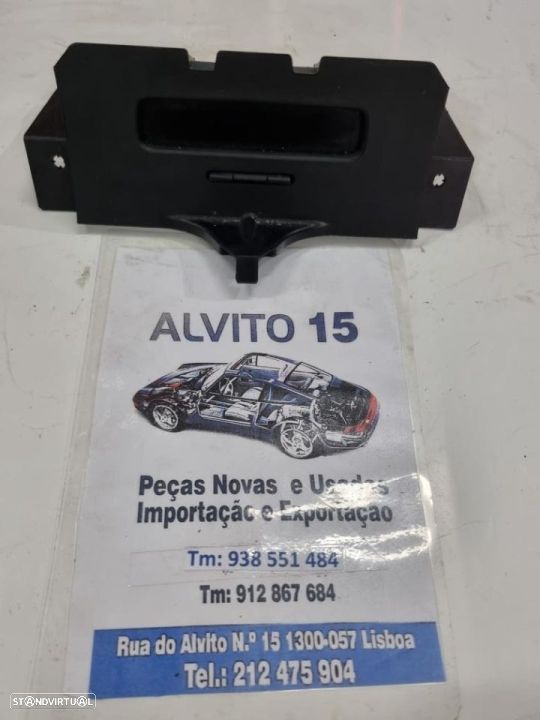 ALVITO 15
Peças Novas e Usadas
Importação e Exportação
Tm: 938 551 484
Tm: 912 867 684
Rua do Alvito N.º 15 1300-057 Lisboa
Tel.: 212 475 904
STANDVIRTUAL